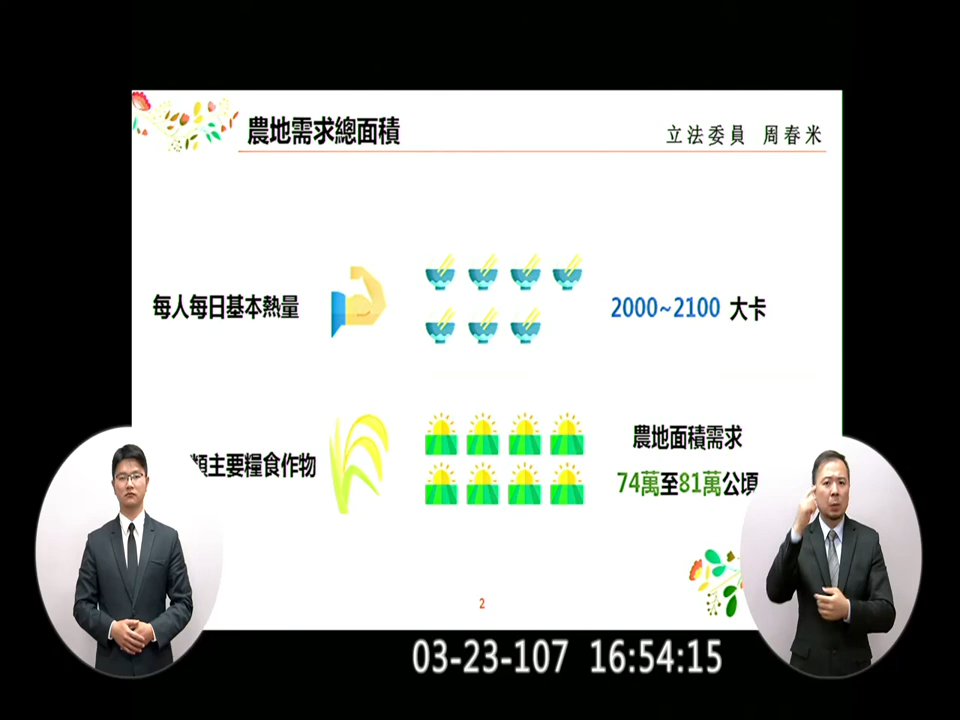 農地需求總面積
立法委員 周春米
每人每日基本熱量
2000~2100 大卡
類主要糧食作物
農地面積需求
74萬至81萬公頃
2
03-23-107 16:54:15